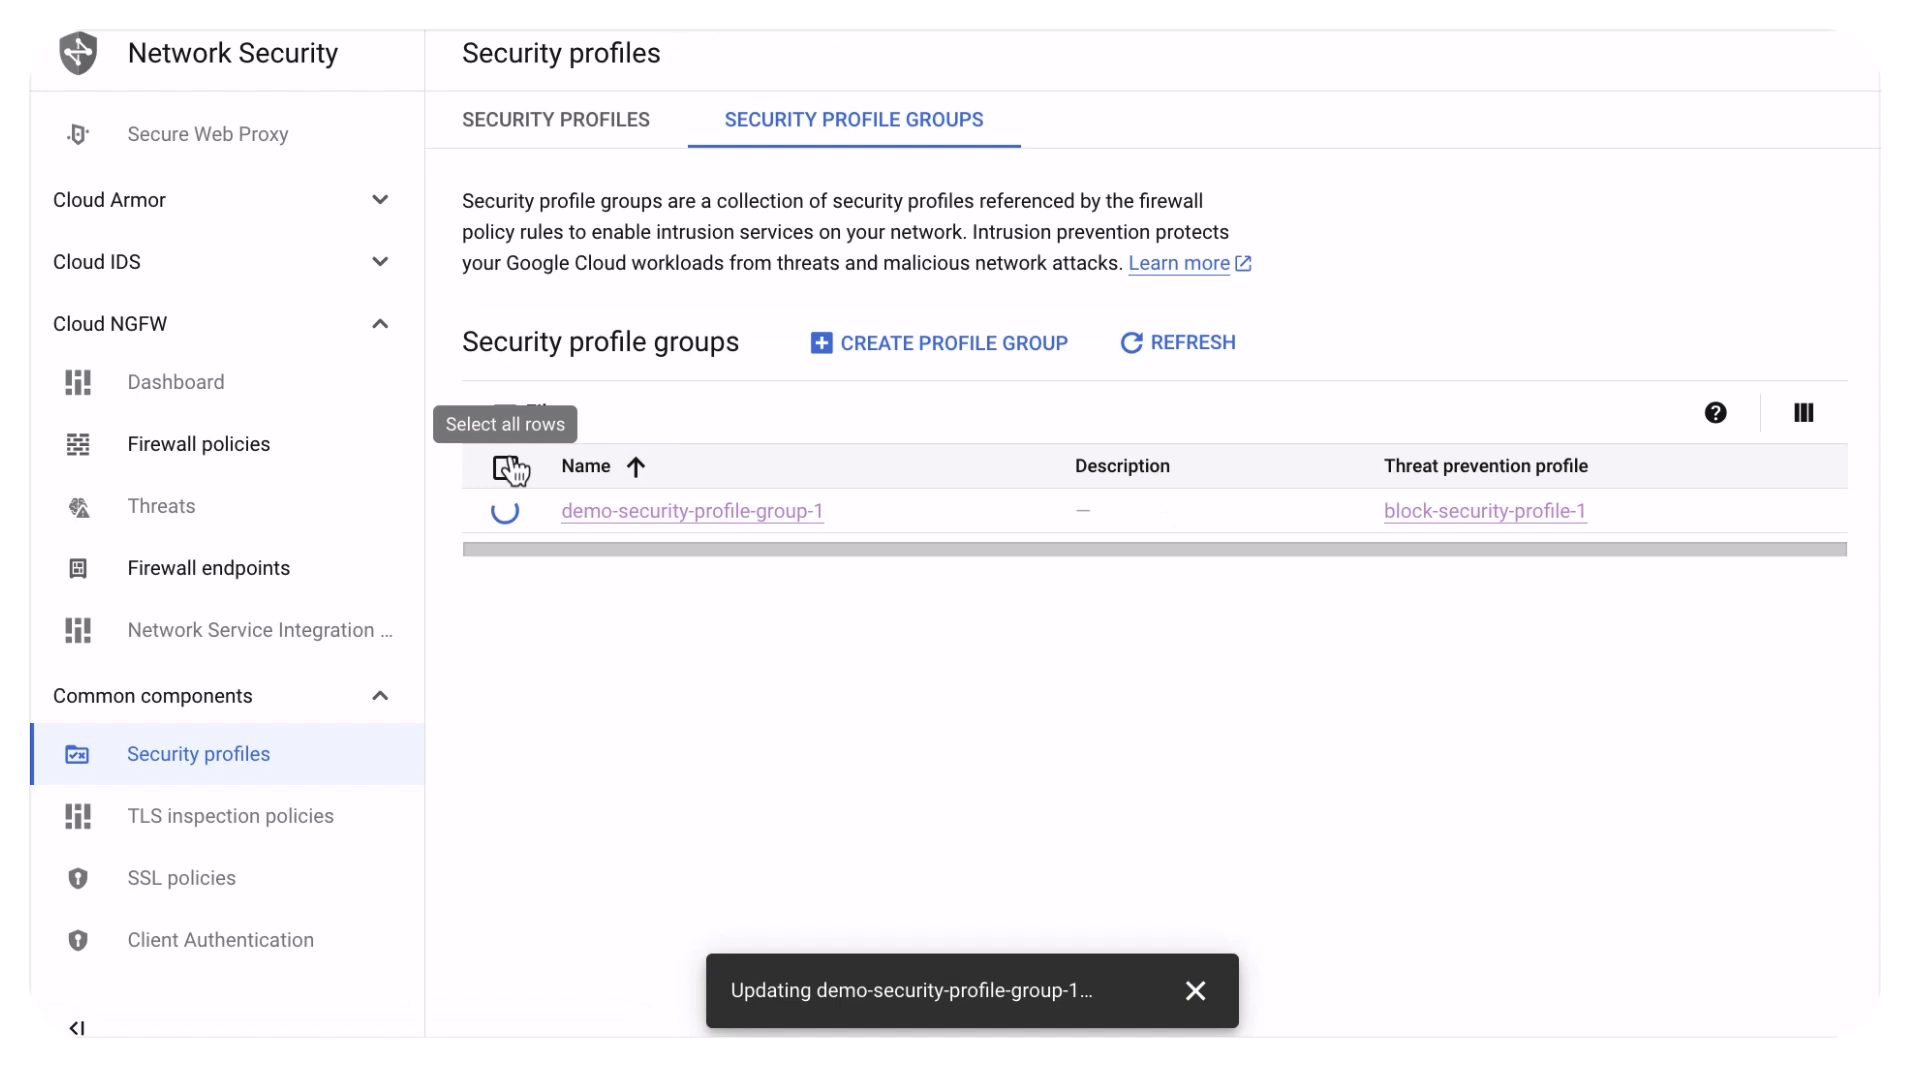 Network Security
Security profiles
Secure Web Proxy
Cloud Armor
Cloud IDS
Cloud NGFW
Dashboard
Firewall policies
Threats
Firewall endpoints
Network Service Integration ...
Common components
Security profiles
TLS inspection policies
SSL policies
Client Authentication
SECURITY PROFILES
SECURITY PROFILE GROUPS
Security profile groups are a collection of security profiles referenced by the firewall
policy rules to enable intrusion services on your network. Intrusion prevention protects
your Google Cloud workloads from threats and malicious network attacks. Learn more
Security profile groups
CREATE PROFILE GROUP
REFRESH
Select all rows
Name
Description
Threat prevention profile
demo-security-profile-group-1
—
block-security-profile-1
Updating demo-security-profile-group-1...